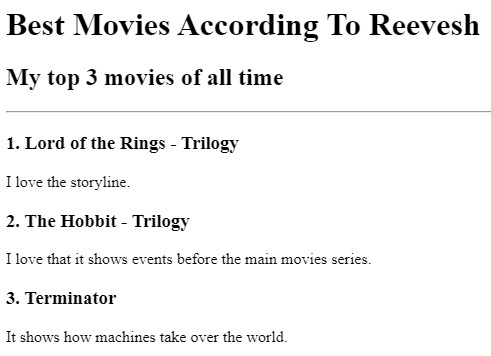 Best Movies According To Reevesh
My top 3 movies of all time
1. Lord of the Rings - Trilogy
I love the storyline.
2. The Hobbit - Trilogy
I love that it shows events before the main movies series.
3. Terminator
It shows how machines take over the world.